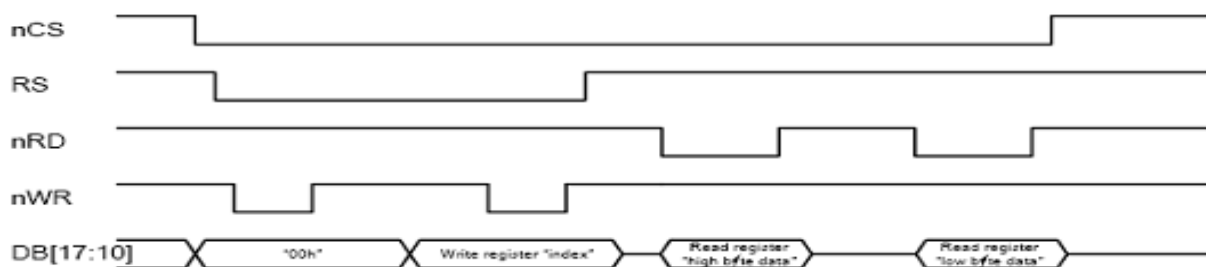 nCS
RS
nRD
nWR
DB[17:10]
"00h"
Write register "index"
Read register
"high byte data"
Read register
"low byte data"